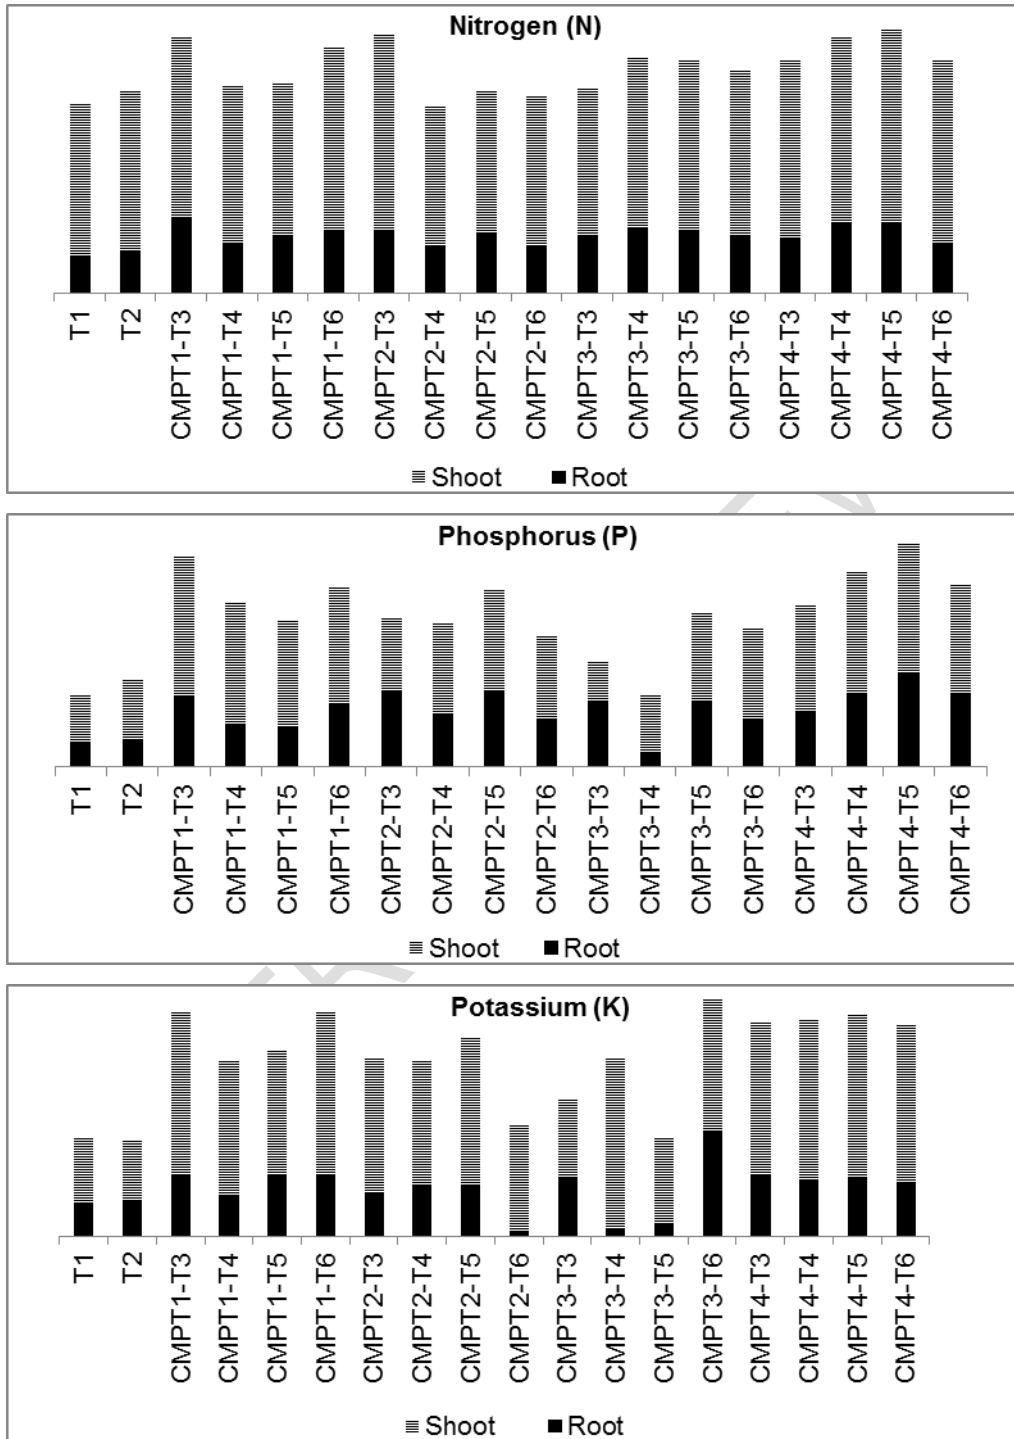 Nitrogen (N)
T1
T2
CMPT1-T3
CMPT1-T4
CMPT1-T5
CMPT1-T6
CMPT2-T3
CMPT2-T4
CMPT2-T5
CMPT2-T6
CMPT3-T3
CMPT3-T4
CMPT3-T5
CMPT3-T6
CMPT4-T3
CMPT4-T4
CMPT4-T5
CMPT4-T6
Shoot Root
Phosphorus (P)
T1
T2
CMPT1-T3
CMPT1-T4
CMPT1-T5
CMPT1-T6
CMPT2-T3
CMPT2-T4
CMPT2-T5
CMPT2-T6
CMPT3-T3
CMPT3-T4
CMPT3-T5
CMPT3-T6
CMPT4-T3
CMPT4-T4
CMPT4-T5
CMPT4-T6
Shoot Root
Potassium (K)
T1
T2
CMPT1-T3
CMPT1-T4
CMPT1-T5
CMPT1-T6
CMPT2-T3
CMPT2-T4
CMPT2-T5
CMPT2-T6
CMPT3-T3
CMPT3-T4
CMPT3-T5
CMPT3-T6
CMPT4-T3
CMPT4-T4
CMPT4-T5
CMPT4-T6
Shoot Root